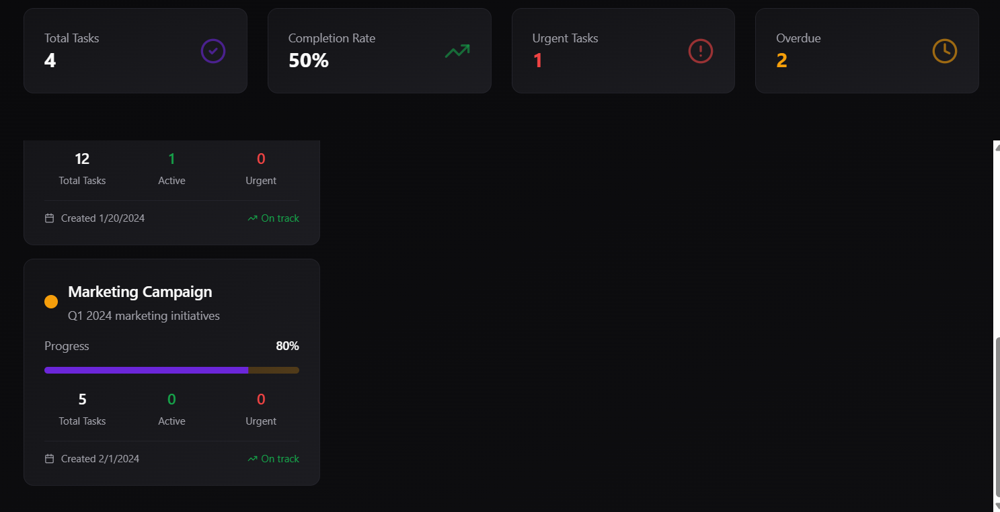 Total Tasks
4
Completion Rate
50%
Urgent Tasks
1
Overdue
2
12 1 0
Total Tasks Active Urgent
Created 1/20/2024 On track
Marketing Campaign
Q1 2024 marketing initiatives
Progress 80%
5 0 0
Total Tasks Active Urgent
Created 2/1/2024 On track